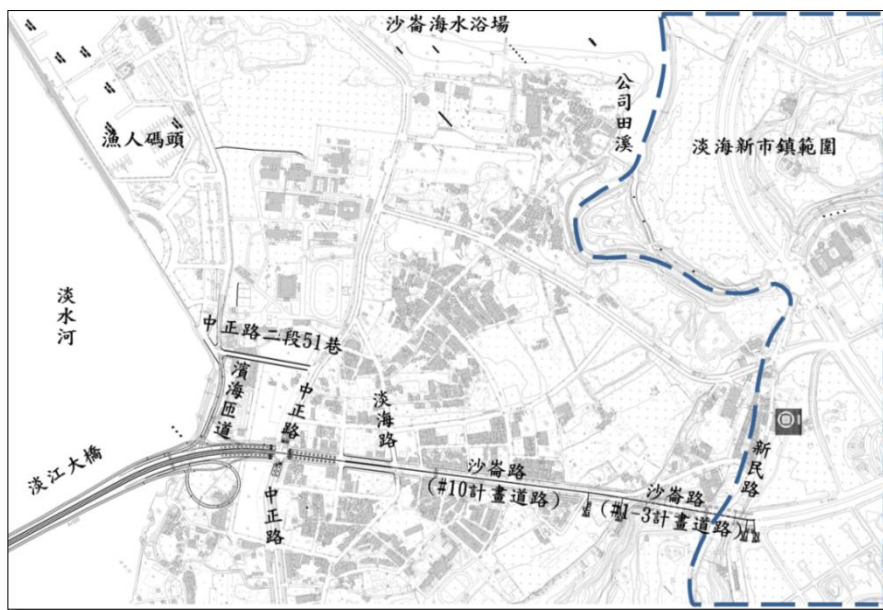 沙崙海水浴場
公司田溪
漁人碼頭
淡海新市鎮範圍
淡水河
中正路二段51巷
濱海匝道
中正路
淡海路
淡江大橋
沙崙路
(#10計畫道路)
沙崙路
(#1-3計畫道路)
新民路
中正路